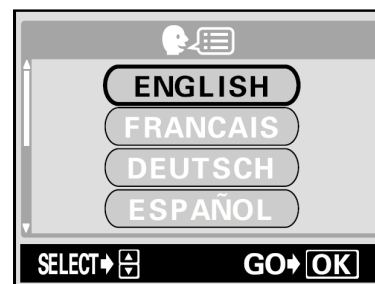 ENGLISH
FRANCAIS
DEUTSCH
ESPAÑOL
SELECT GO OK